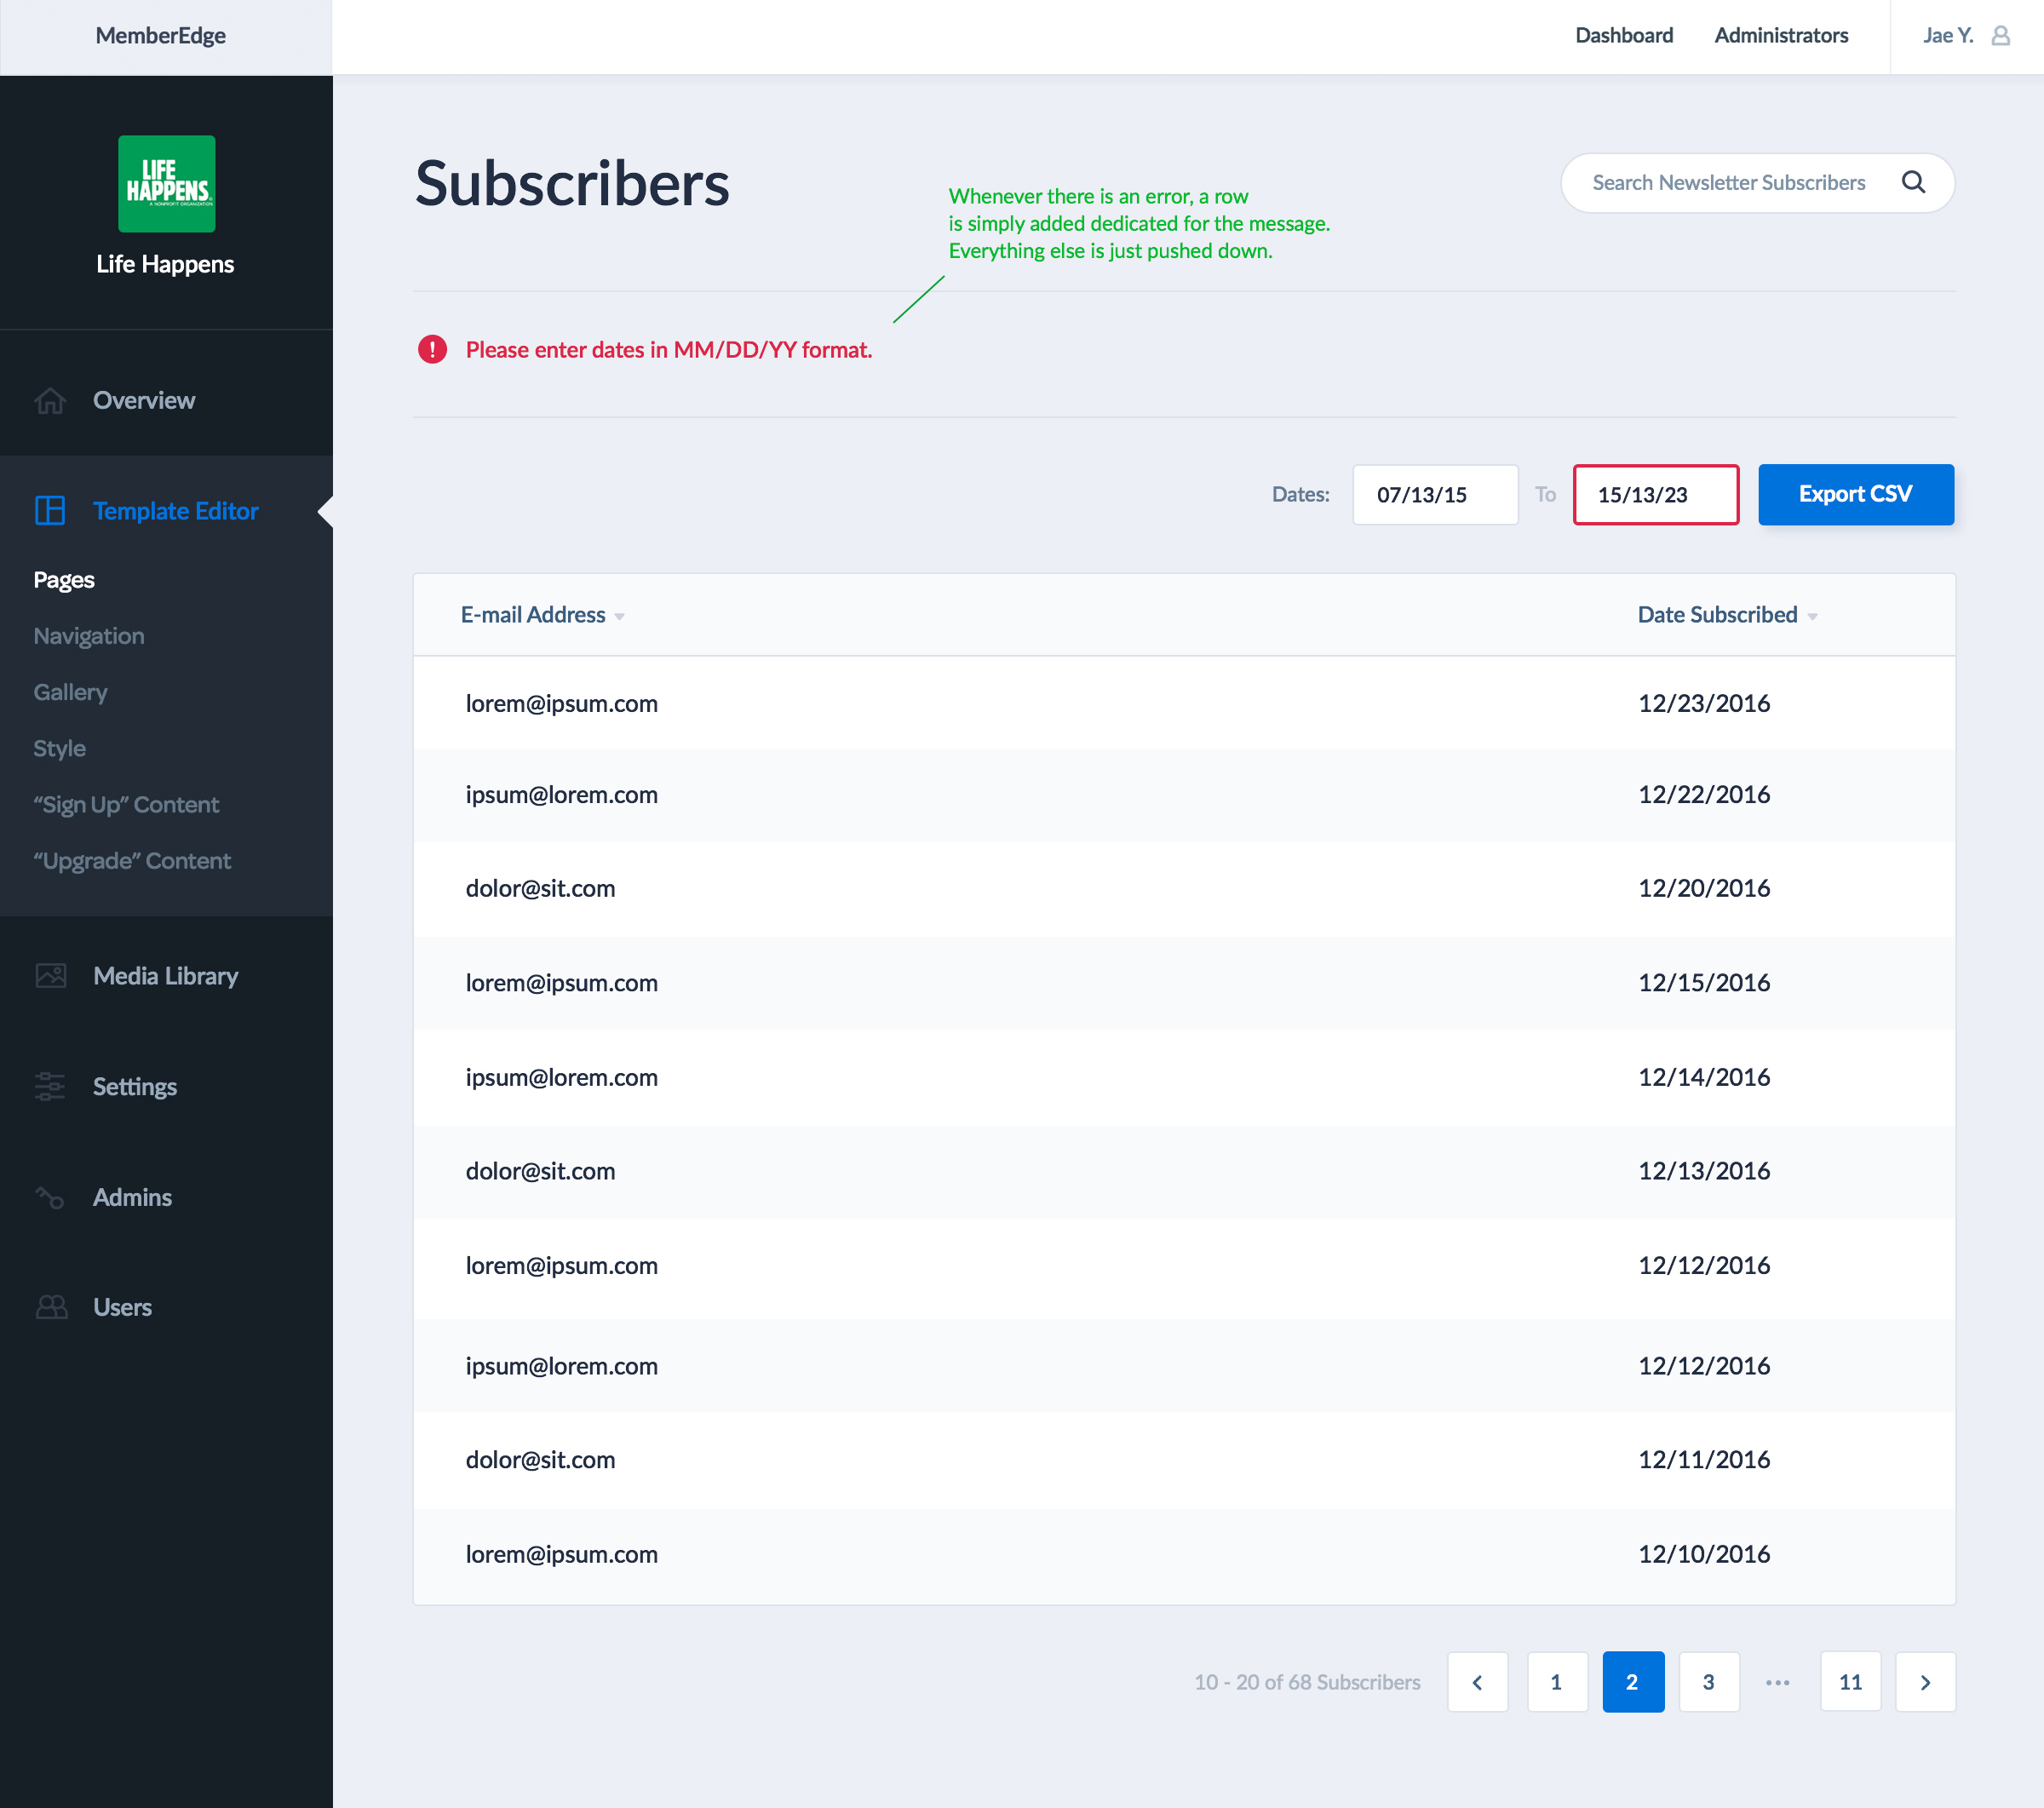 MemberEdge
Dashboard
Administrators
Jae Y.
LIFE
HAPPENS
A NONPROFIT ORGANIZATION
Life Happens
Overview
Template Editor
Pages
Navigation
Gallery
Style
“Sign Up” Content
“Upgrade” Content
Media Library
Settings
Admins
Users
Subscribers
Whenever there is an error, a row
is simply added dedicated for the message.
Everything else is just pushed down.
Search Newsletter Subscribers
Please enter dates in MM/DD/YY format.
Dates: 07/13/15 To 15/13/23 Export CSV
E-mail Address Date Subscribed
lorem@ipsum.com 12/23/2016
ipsum@lorem.com 12/22/2016
dolor@sit.com 12/20/2016
lorem@ipsum.com 12/15/2016
ipsum@lorem.com 12/14/2016
dolor@sit.com 12/13/2016
lorem@ipsum.com 12/12/2016
ipsum@lorem.com 12/12/2016
dolor@sit.com 12/11/2016
lorem@ipsum.com 12/10/2016
10 - 20 of 68 Subscribers 1 2 3 ••• 11